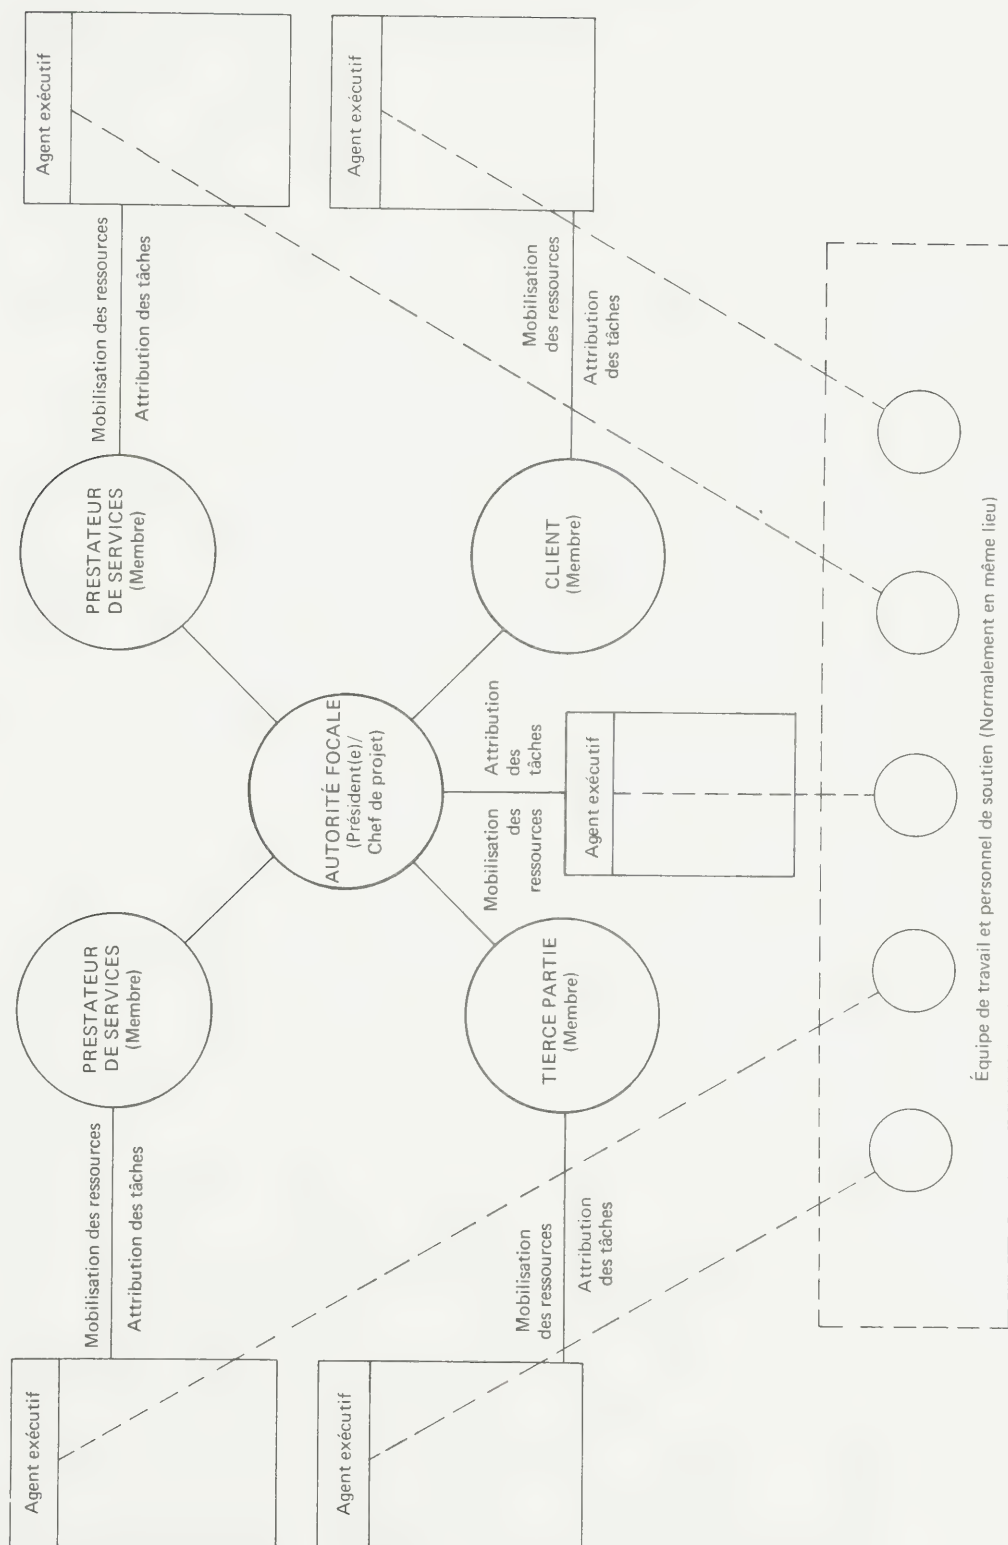 Agent exécutif
Mobilisation des ressources
Attribution des tâches
PRESTATEUR
DE SERVICES
(Membre)
PRESTATEUR
DE SERVICES
(Membre)
Mobilisation des ressources
Attribution des tâches
Agent exécutif
AUTORITÉ FOCALE
(Président(e)/
Chef de projet)
Agent exécutif
Mobilisation
des ressources
Attribution
des tâches
TIERCE PARTIE
(Membre)
Mobilisation
des
ressources
Attribution
des
tâches
Agent exécutif
CLIENT
(Membre)
Mobilisation
des ressources
Attribution
des tâches
Agent exécutif
Équipe de travail et personnel de soutien (Normalement en même lieu)